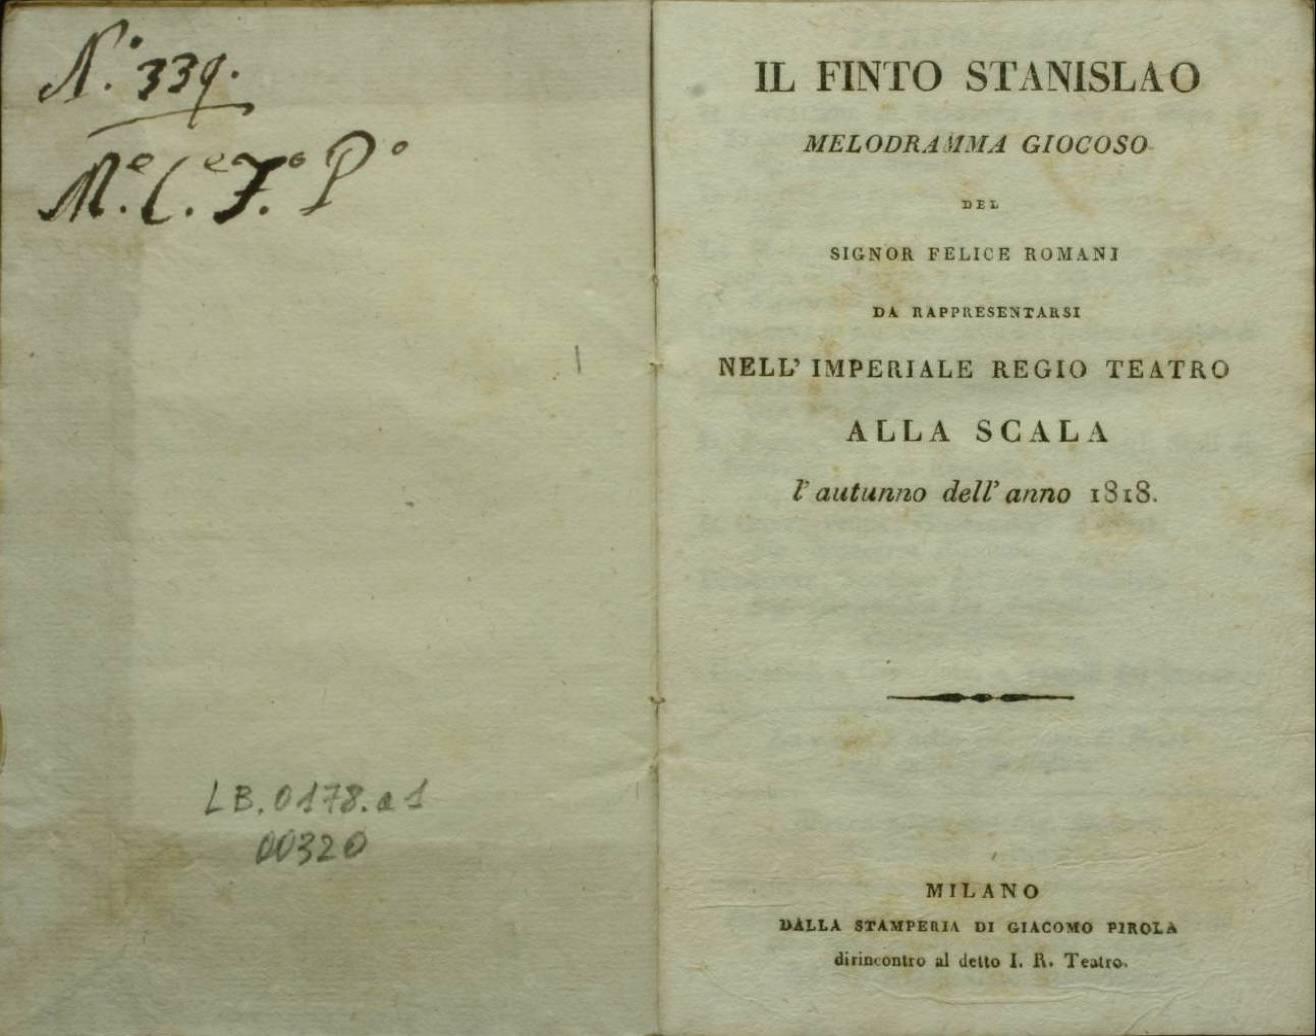 N.° 339.
M.e C.e F.o P.o
LB.0178.a1
00320
IL FINTO STANISLAO
MELODRAMMA GIOCOSO
DEL
SIGNOR FELICE ROMANI
DA RAPPRESENTARSI
NELL' IMPERIALE REGIO TEATRO
ALLA SCALA
l'autunno dell'anno 1818.
MILANO
DALLA STAMPERIA DI GIACOMO PIROLA
dirincontro al detto I. R. Teatro.